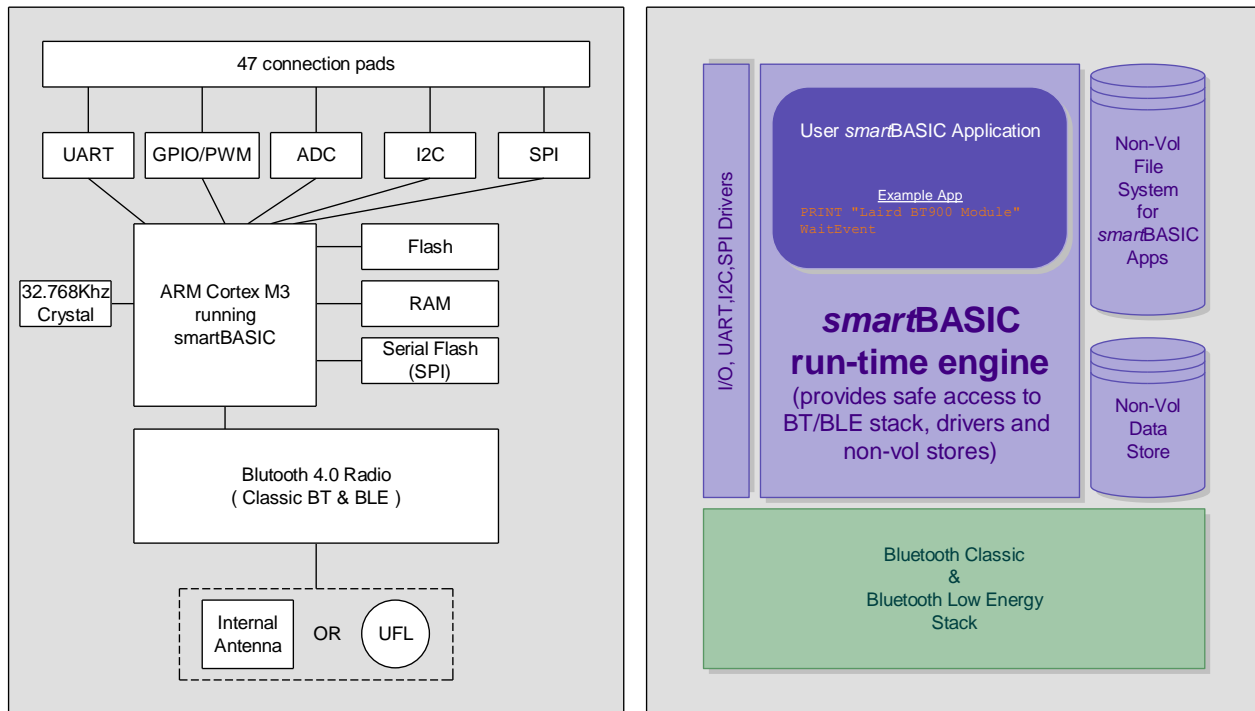 47 connection pads
UART
GPIO/PWM
ADC
I2C
SPI
32.768Khz
Crystal
ARM Cortex M3
running
smartBASIC
Flash
RAM
Serial Flash
(SPI)
Blutooth 4.0 Radio
( Classic BT & BLE )
Internal
Antenna
OR
UFL
I/O, UART,I2C,SPI Drivers
User smartBASIC Application
Example App
PRINT "Laird BT900 Module"
WaitEvent
smartBASIC
run-time engine
(provides safe access to
BT/BLE stack, drivers and
non-vol stores)
Non-Vol
File
System
for
smartBASIC
Apps
Non-Vol
Data
Store
Bluetooth Classic
&
Bluetooth Low Energy
Stack